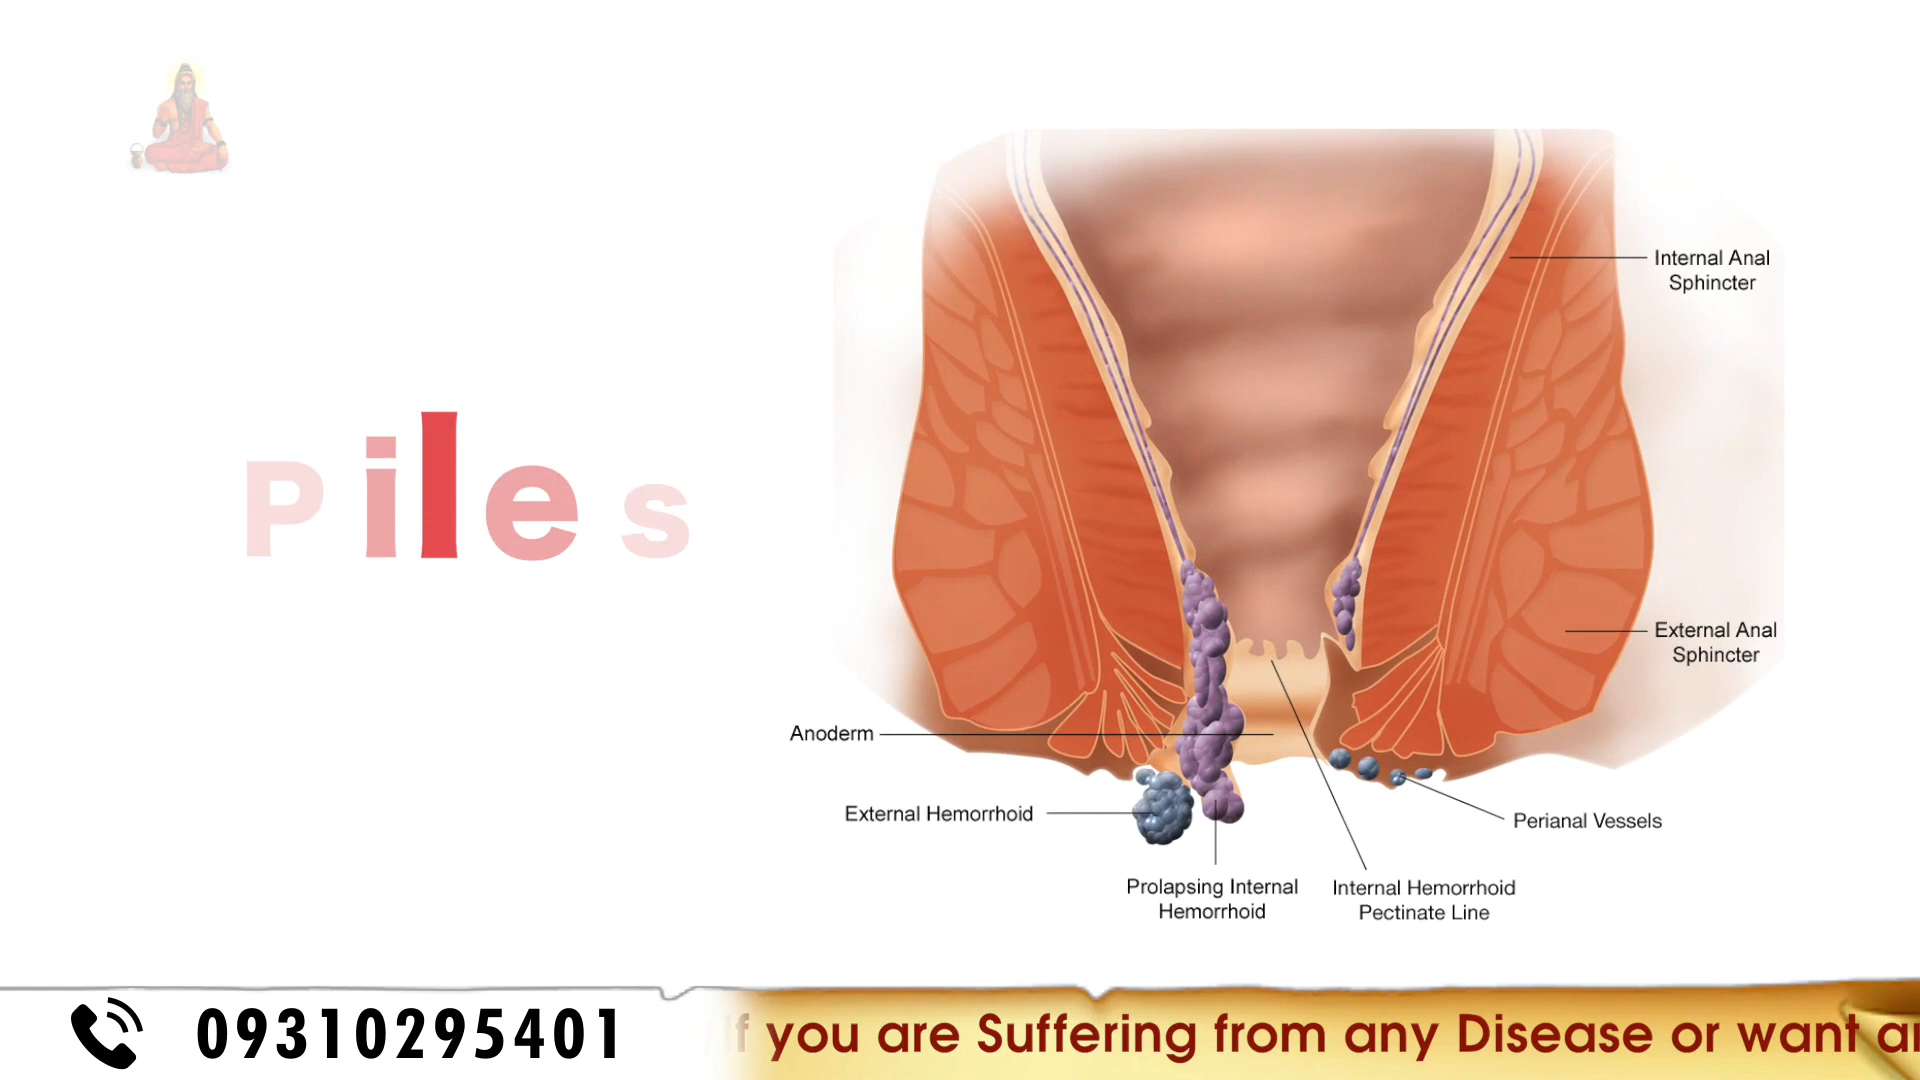 Piles
Internal Anal
Sphincter
External Anal
Sphincter
Anoderm
External Hemorrhoid
Perianal Vessels
Prolapsing Internal
Hemorrhoid
Internal Hemorrhoid
Pectinate Line
09310295401
If you are Suffering from any Disease or want